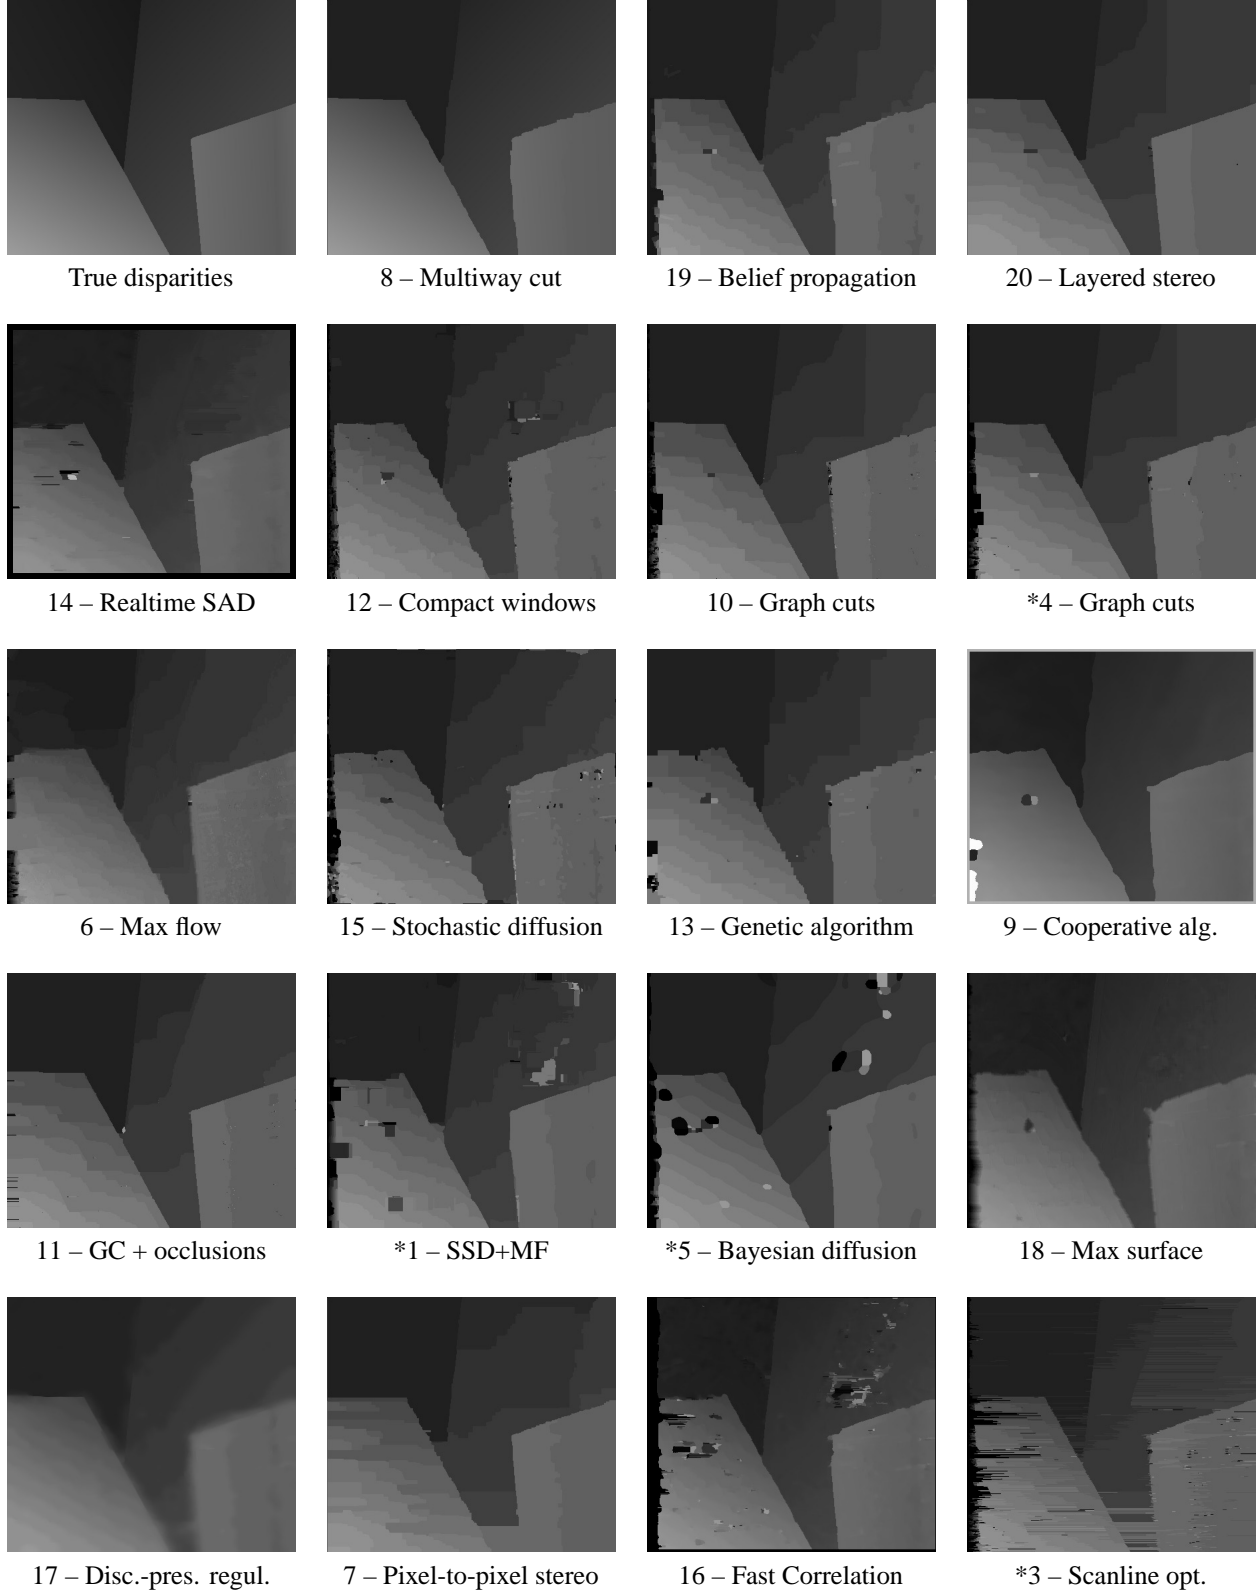 True disparities
8 – Multiway cut
19 – Belief propagation
20 – Layered stereo
14 – Realtime SAD
12 – Compact windows
10 – Graph cuts
*4 – Graph cuts
6 – Max flow
15 – Stochastic diffusion
13 – Genetic algorithm
9 – Cooperative alg.
11 – GC + occlusions
*1 – SSD+MF
*5 – Bayesian diffusion
18 – Max surface
17 – Disc.-pres. regul.
7 – Pixel-to-pixel stereo
16 – Fast Correlation
*3 – Scanline opt.